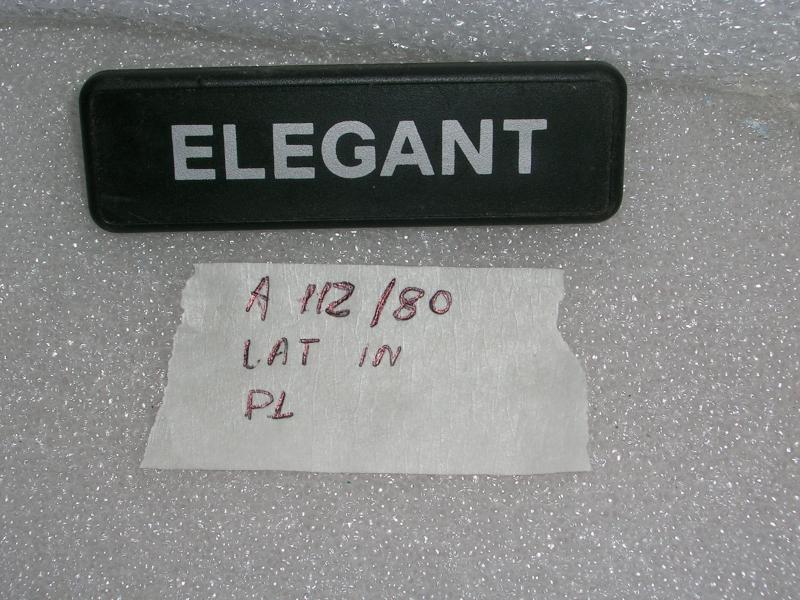 ELEGANT
A 112/80
LAT IN
PL